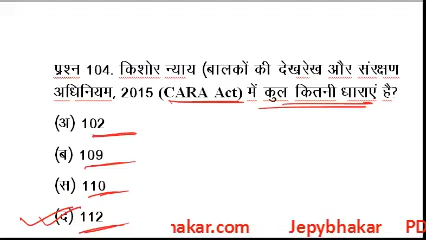 प्रश्न 104. किशोर न्याय (बालकों की देखरेख और संरक्षण
अधिनियम, 2015 (CARA Act) में कुल कितनी धाराएं है?
(अ) 102
(ब) 109
(स) 110
(द) 112
nakar.com Jepybhakar PD